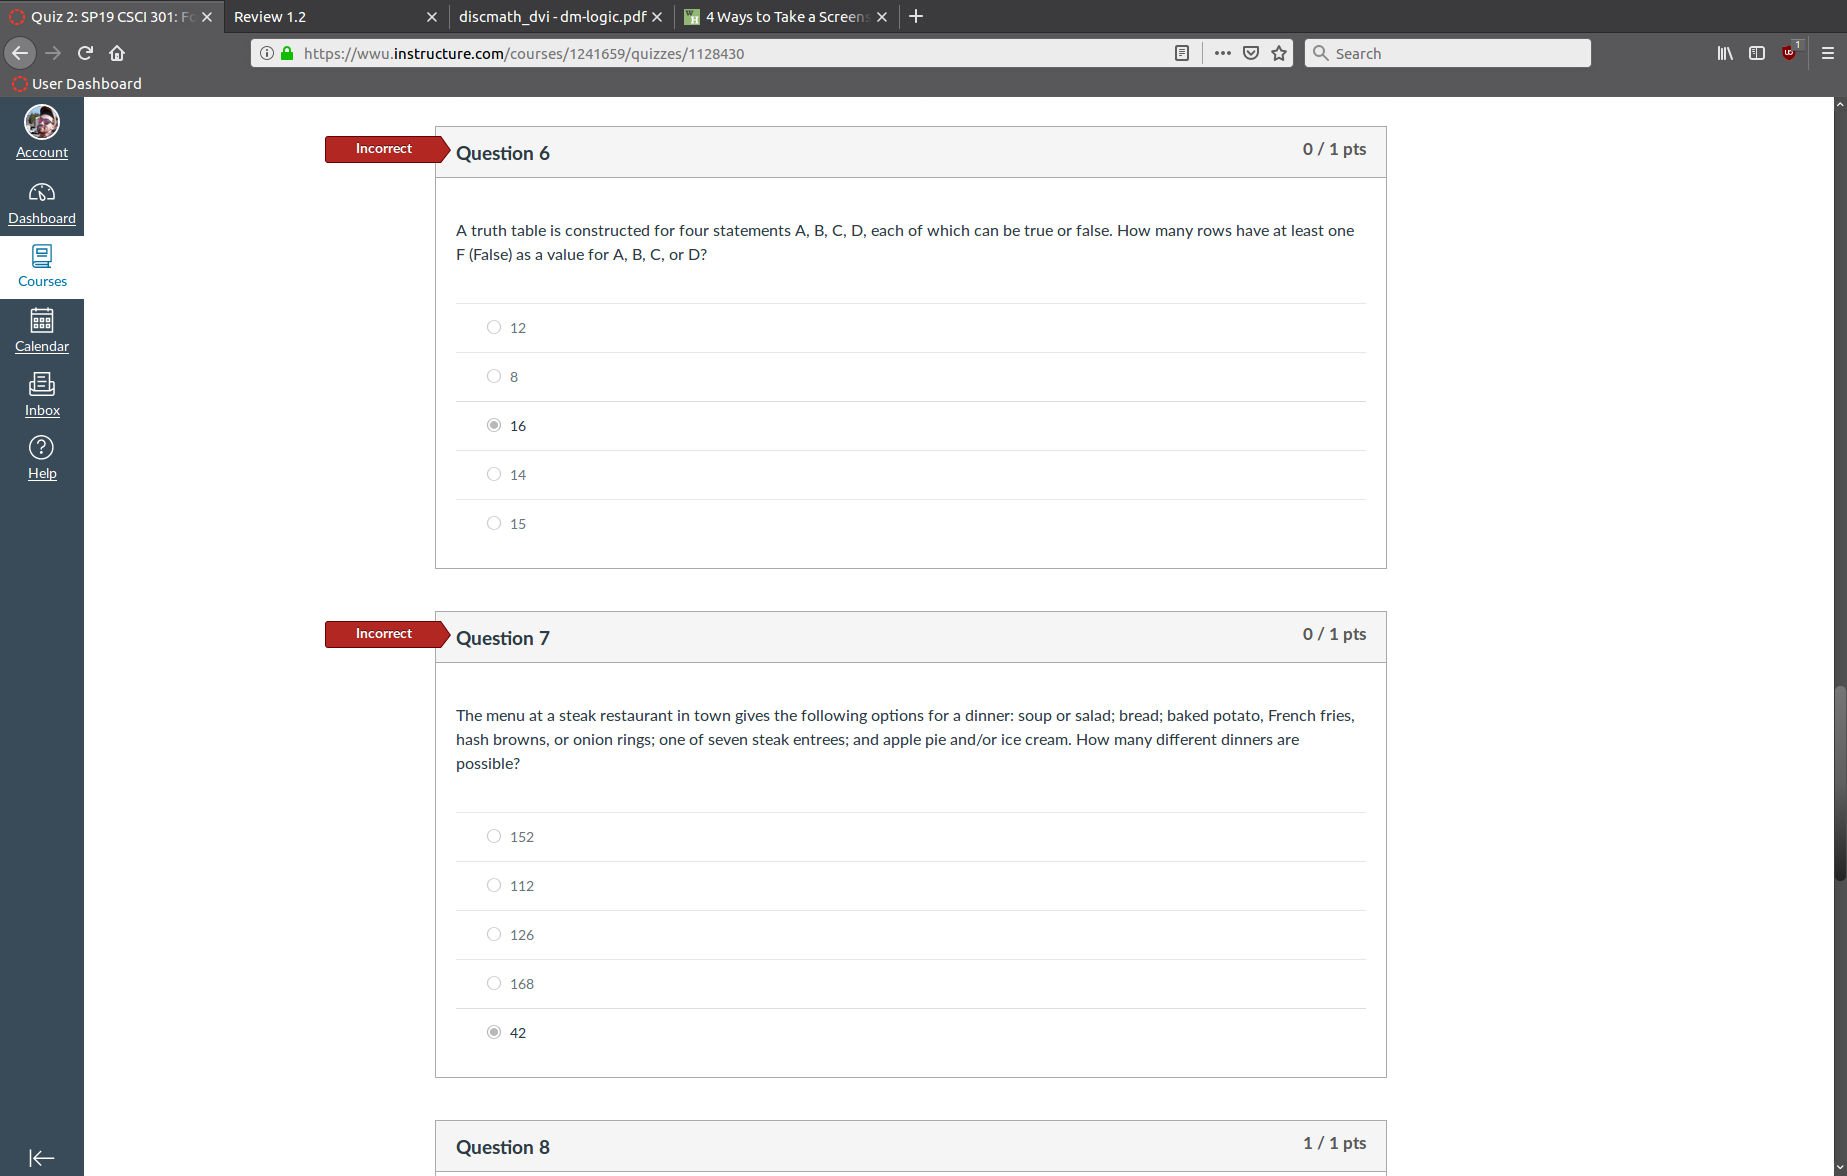 Quiz 2: SP19 CSCI 301: Fo
Review 1.2
discmath_dvi - dm-logic.pdf
4 Ways to Take a Screens
https://wwu.instructure.com/courses/1241659/quizzes/1128430
Search
1
User Dashboard
Account
Dashboard
Courses
Calendar
Inbox
Help
Incorrect
Question 6
0 / 1 pts
A truth table is constructed for four statements A, B, C, D, each of which can be true or false. How many rows have at least one
F (False) as a value for A, B, C, or D?
12
8
16
14
15
Incorrect
Question 7
0 / 1 pts
The menu at a steak restaurant in town gives the following options for a dinner: soup or salad; bread; baked potato, French fries,
hash browns, or onion rings; one of seven steak entrees; and apple pie and/or ice cream. How many different dinners are
possible?
152
112
126
168
42
Question 8
1 / 1 pts